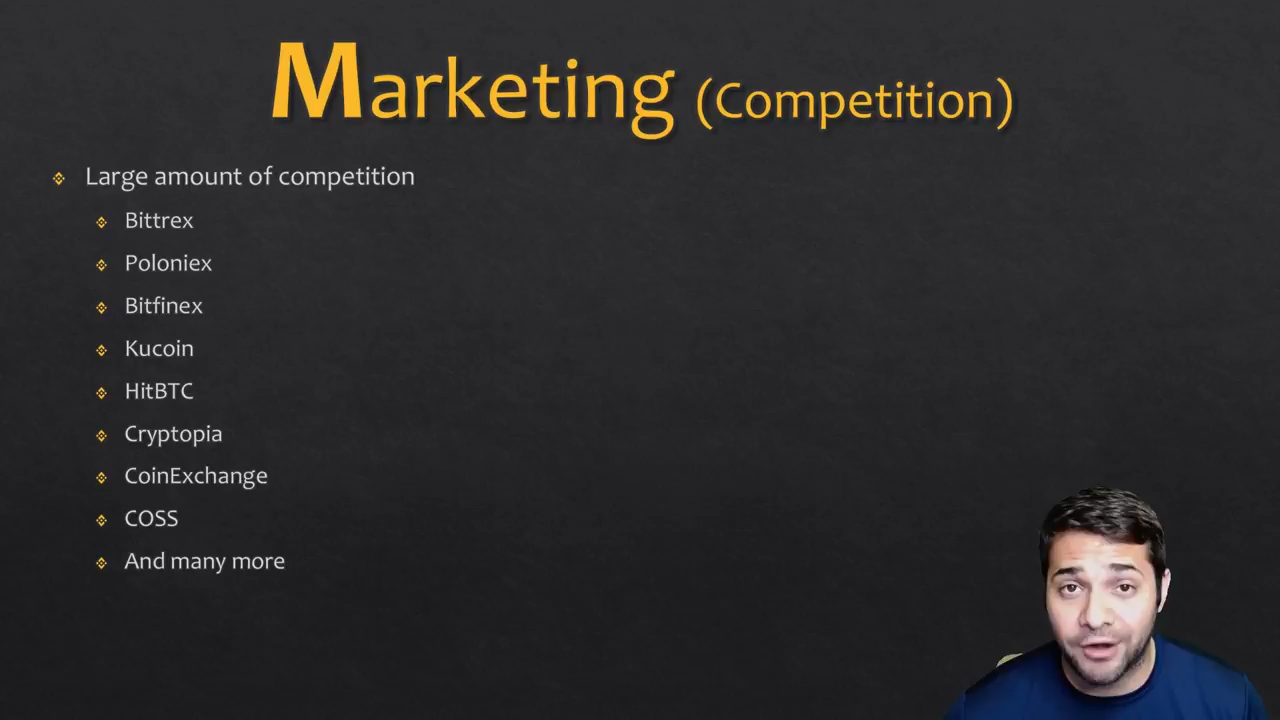 Marketing (Competition)
Large amount of competition
Bittrex
Poloniex
Bitfinex
Kucoin
HitBTC
Cryptopia
CoinExchange
COSS
And many more